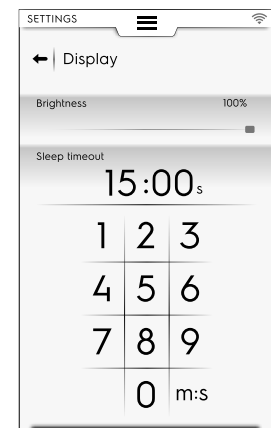 SETTINGS
Display
Brightness 100%
Sleep timeout
15:00s
1 2 3
4 5 6
7 8 9
0 m:s